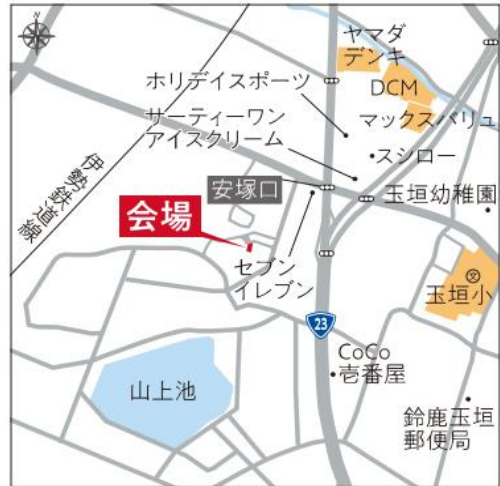 N
ヤマダ
デンキ
ホリデイスポーツ
DCM
サーティーワン
アイスクリーム
マックスバリュ
スシロー
伊勢鉄道線
安塚口
玉垣幼稚園
会場
セブン
イレブン
文
玉垣小
23
CoCo
壱番屋
山上池
鈴鹿玉垣
郵便局